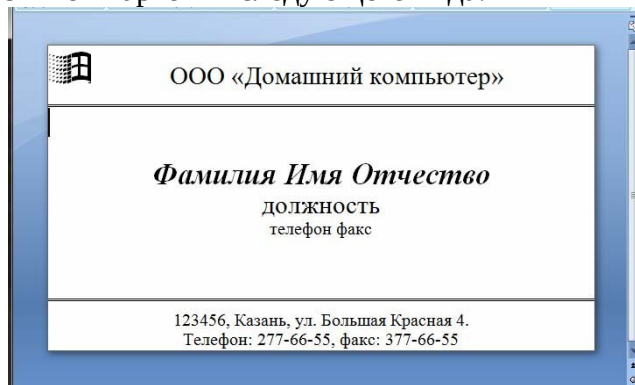 ООО «Домашний компьютер»
Фамилия Имя Отчество
должность
телефон факс
123456, Казань, ул. Большая Красная 4.
Телефон: 277-66-55, факс: 377-66-55